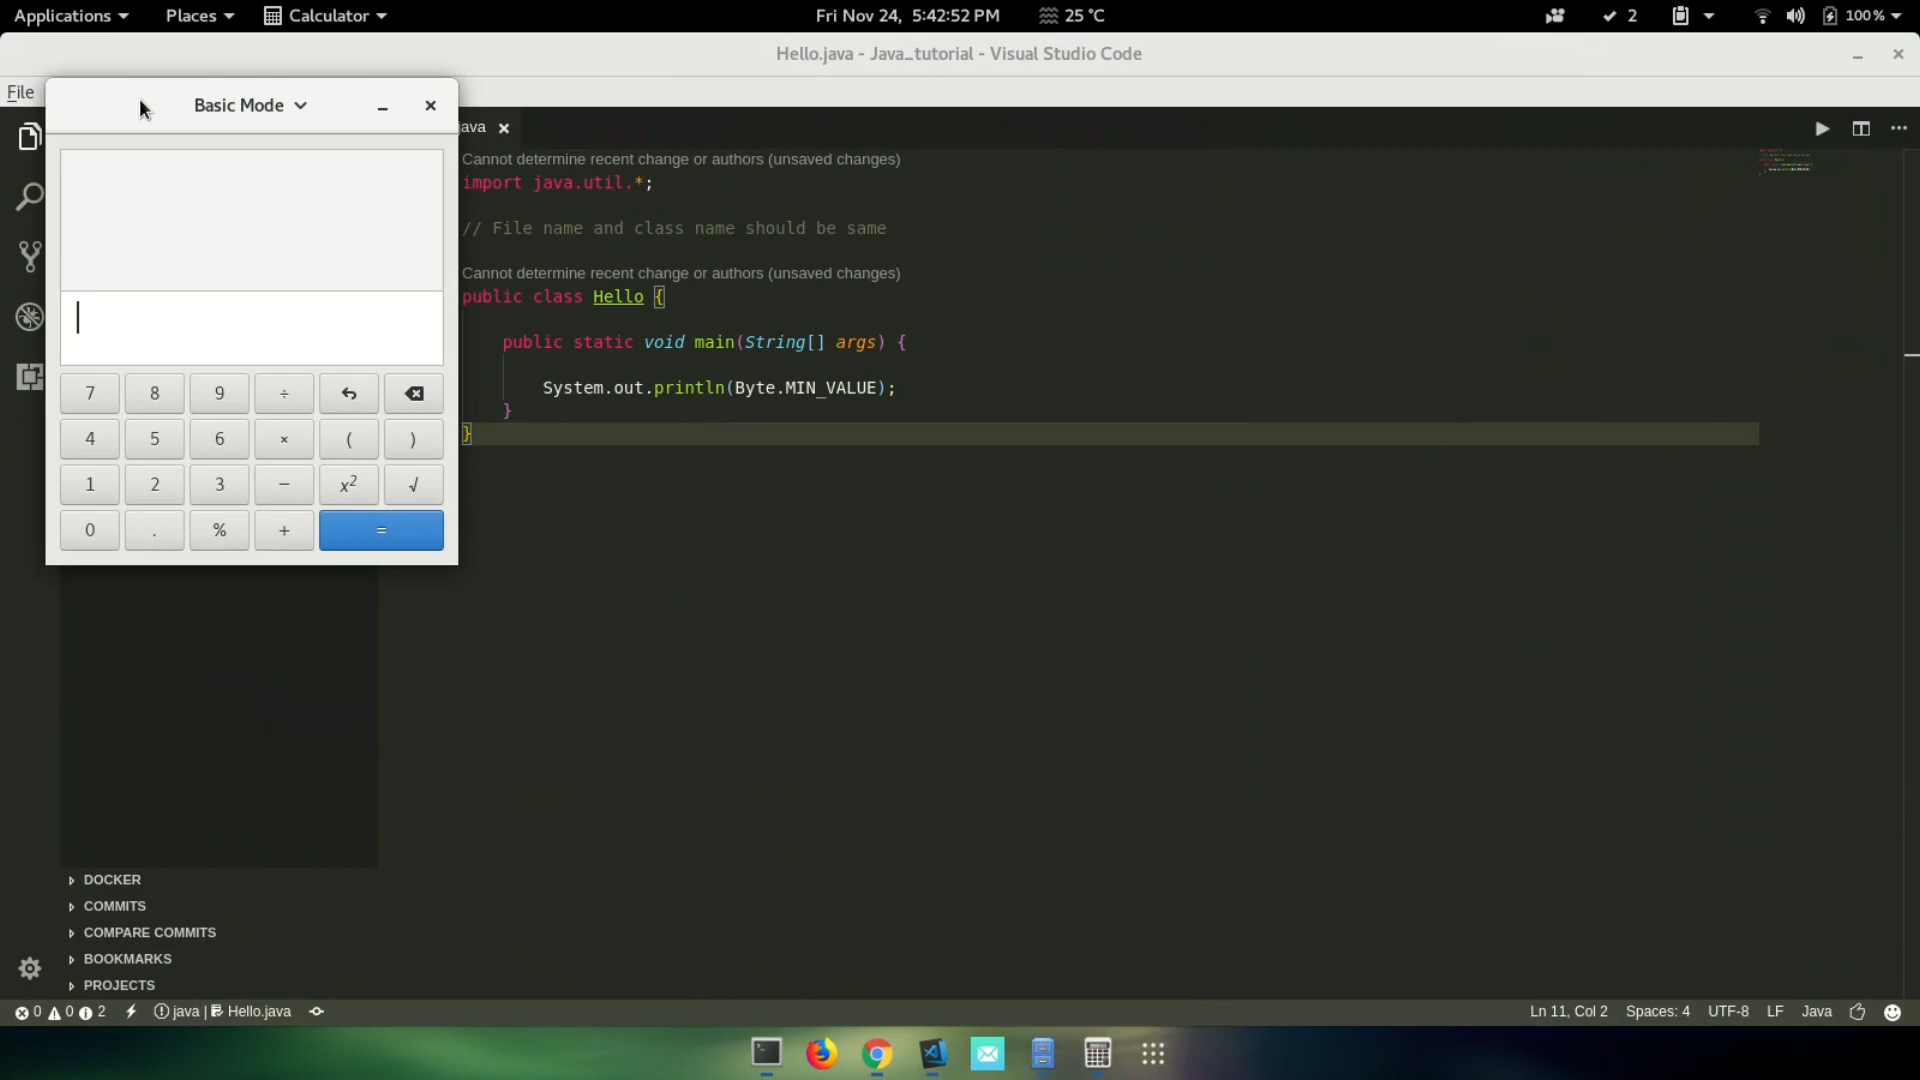 Applications Places Calculator Fri Nov 24, 5:42:52 PM 25 °C 2 100%
Hello.java - Java_tutorial - Visual Studio Code
File
Basic Mode
java
Cannot determine recent change or authors (unsaved changes)
import java.util.*;
// File name and class name should be same
Cannot determine recent change or authors (unsaved changes)
public class Hello {
public static void main(String[] args) {
System.out.println(Byte.MIN_VALUE);
}
}
7 8 9 ÷
4 5 6 × ( )
1 2 3 − x² √
0 . % + =
DOCKER
COMMITS
COMPARE COMMITS
BOOKMARKS
PROJECTS
0 0 2 java | Hello.java Ln 11, Col 2 Spaces: 4 UTF-8 LF Java